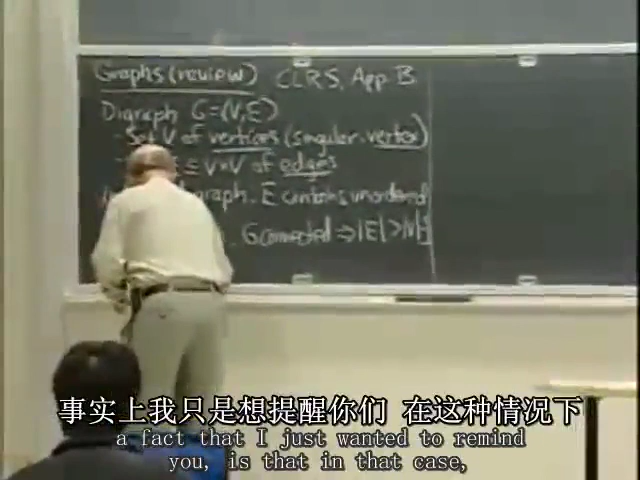 Graphs (review) CLRS, App. B.
Digraph G=(V,E)
- Set V of vertices (singular: vertex)
⊆ V×V of edges
graph: E contains unordered
G connected ⇒ |E| ≥ |V|-1
事实上我只是想提醒你们 在这种情况下
a fact that I just wanted to remind
you, is that in that case,